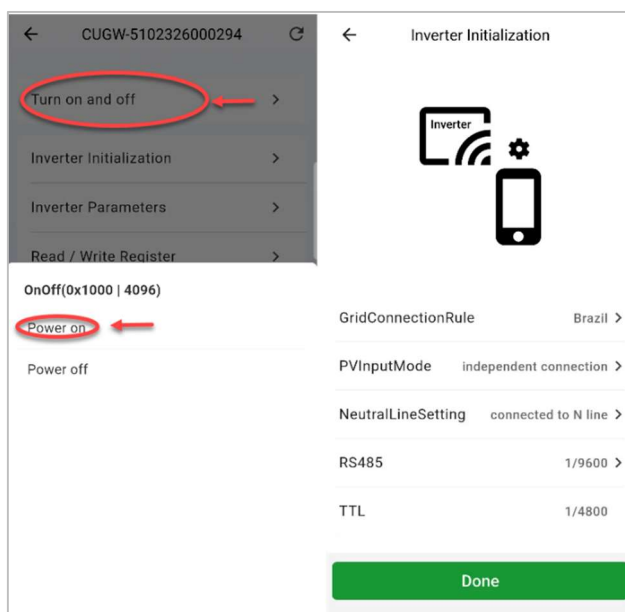 CUGW-5102326000294
Turn on and off
Inverter Initialization
Inverter Parameters
Read / Write Register
OnOff(0x1000 | 4096)
Power on
Power off
Inverter Initialization
Inverter
GridConnectionRule Brazil
PVInputMode independent connection
NeutralLineSetting connected to N line
RS485 1/9600
TTL 1/4800
Done